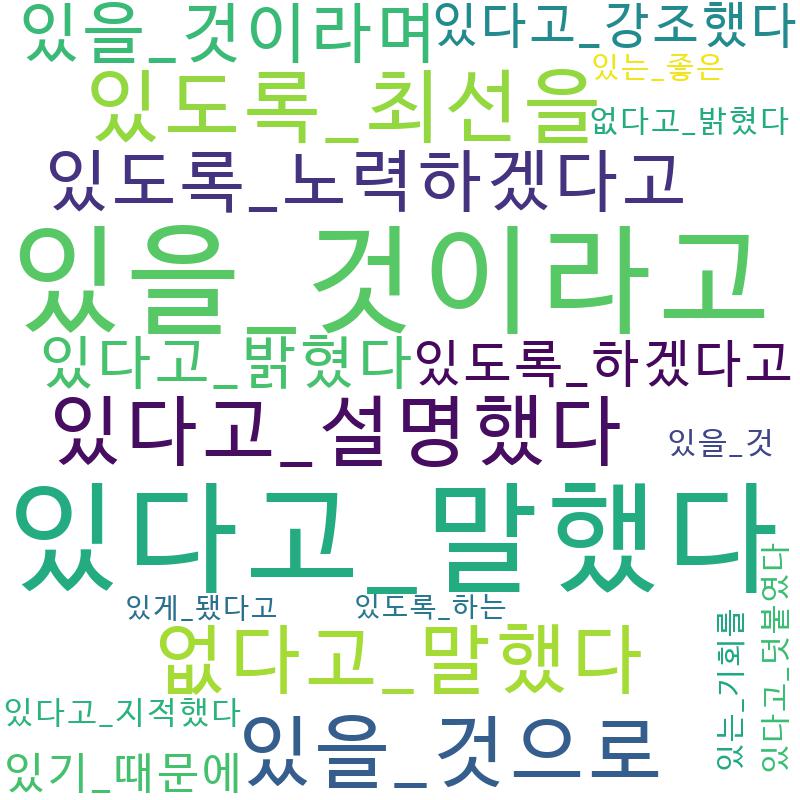 있을_것이라며
있다고_강조했다
있는_좋은
있도록_최선을
없다고_밝혔다
있도록_노력하겠다고
있을_것이라고
있다고_밝혔다
있도록_하겠다고
있다고_설명했다
있을_것
있다고_말했다
있게_됐다고
있도록_하는
있는_기회를
있다고_덧붙였다
없다고_말했다
있다고_지적했다
있을_것으로
있기_때문에